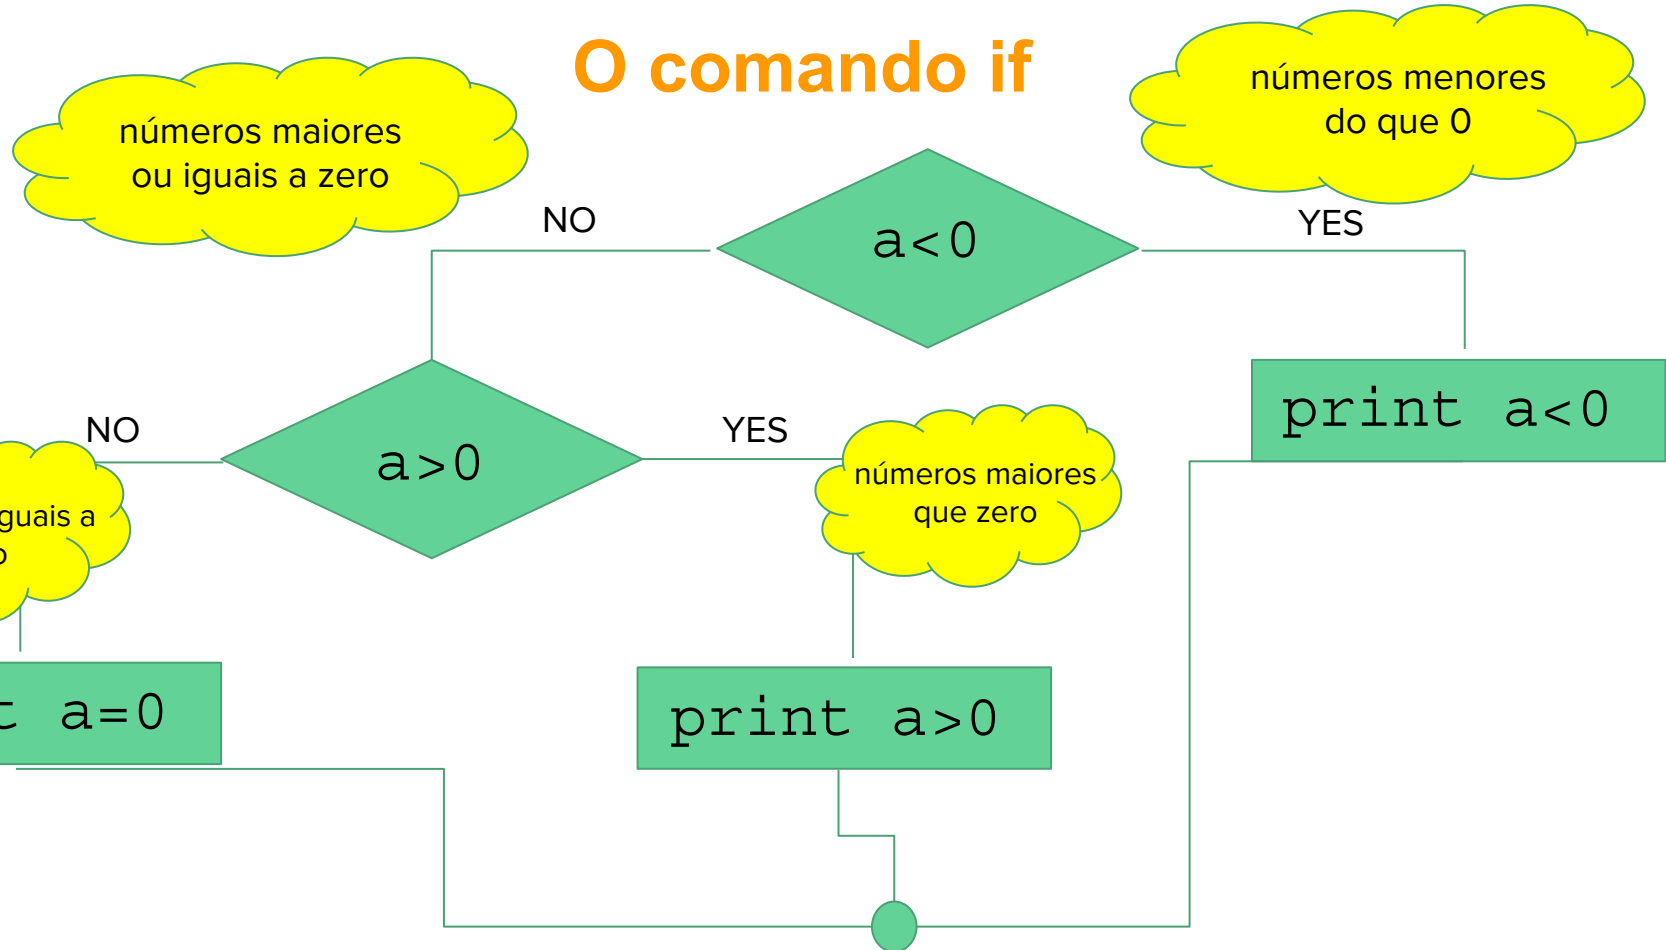 O comando if
números maiores
ou iguais a zero
números menores
do que 0
NO
a<0
YES
NO
a>0
YES
print a<0
números maiores
que zero
a
a=0
print a>0